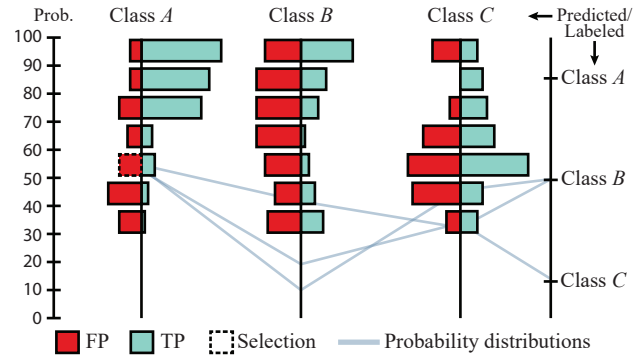 Prob. Class A Class B Class C Predicted/
Labeled
100
90
80
70
60
50
40
30
20
10
0
Class A
Class B
Class C
FP TP Selection Probability distributions